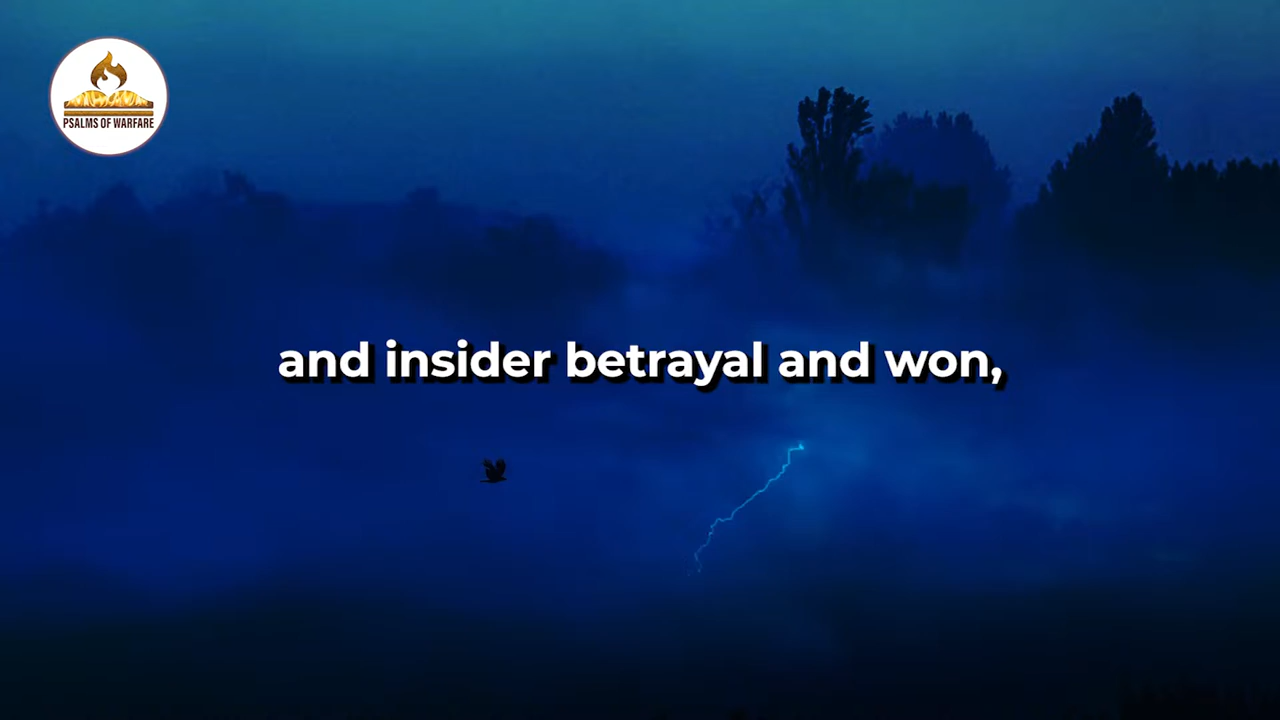 PSALMS OF WARFARE
and insider betrayal and won,